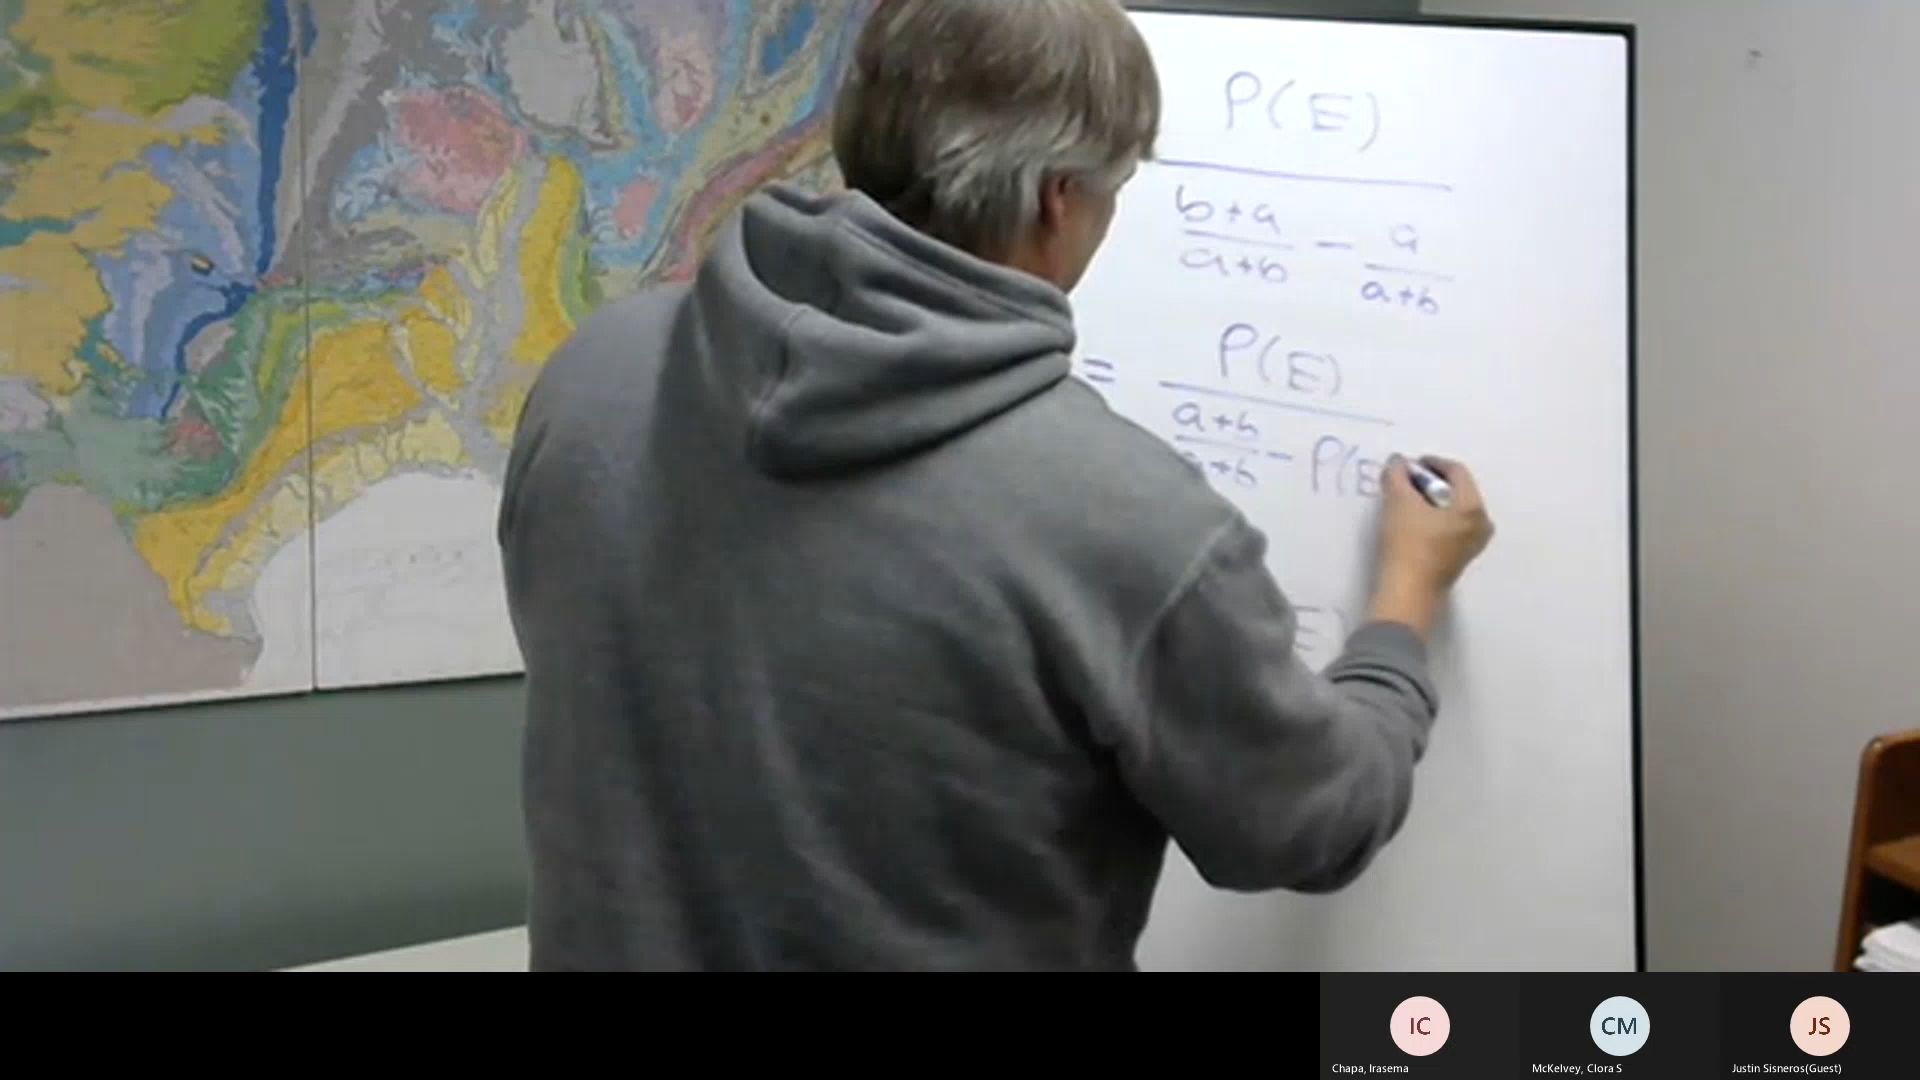 P(E)
b+a / a+b − a / a+b
= P(E)
a+b / a+b − P(E
E)
IC CM JS
Chapa, Irasema McKelvey, Clora S Justin Sisneros(Guest)